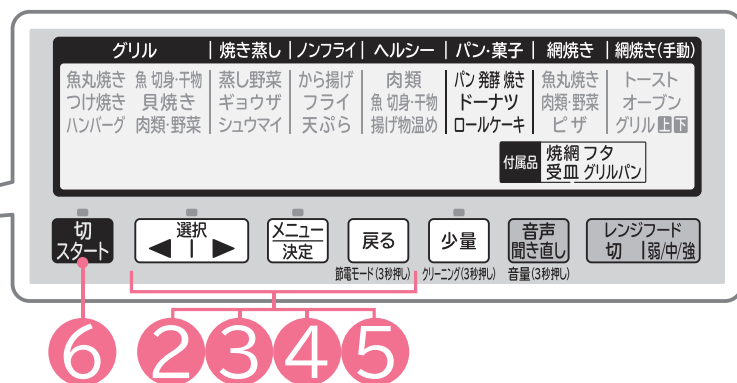 グリル 焼き蒸し ノンフライ ヘルシー パン・菓子 網焼き 網焼き(手動)
魚丸焼き 魚 切身・干物 蒸し野菜 から揚げ 肉類 パン 発酵 焼き 魚丸焼き トースト
つけ焼き 貝焼き ギョウザ フライ 魚 切身・干物 ドーナツ 肉類・野菜 オーブン
ハンバーグ 肉類・野菜 シュウマイ 天ぷら 揚げ物温め ロールケーキ ピザ グリル 上 下
付属品 焼網 フタ
受皿 グリルパン
切
スタート
選択
◀ | ▶
メニュー
決定
戻る
少量
音声
聞き直し
レンジフード
切 | 弱/中/強
節電モード(3秒押し) クリーニング(3秒押し) 音量(3秒押し)
6 2 3 4 5